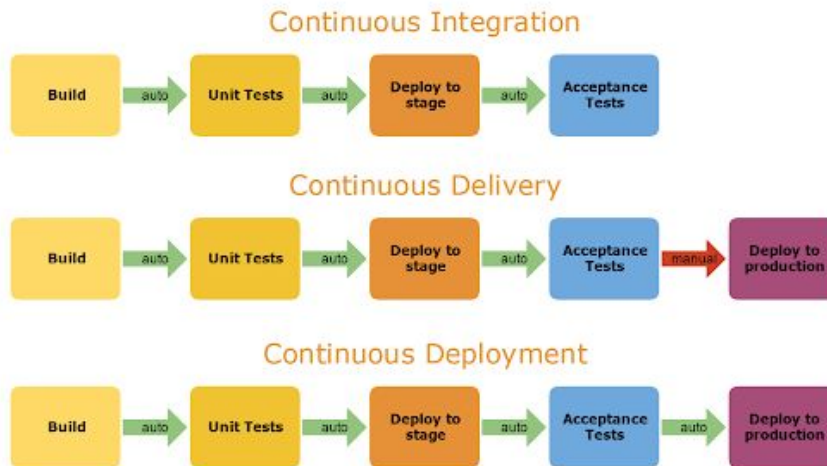 Continuous Integration
Build
auto
Unit Tests
auto
Deploy to
stage
auto
Acceptance
Tests
Continuous Delivery
Build
auto
Unit Tests
auto
Deploy to
stage
auto
Acceptance
Tests
manual
Deploy to
production
Continuous Deployment
Build
auto
Unit Tests
auto
Deploy to
stage
auto
Acceptance
Tests
auto
Deploy to
production